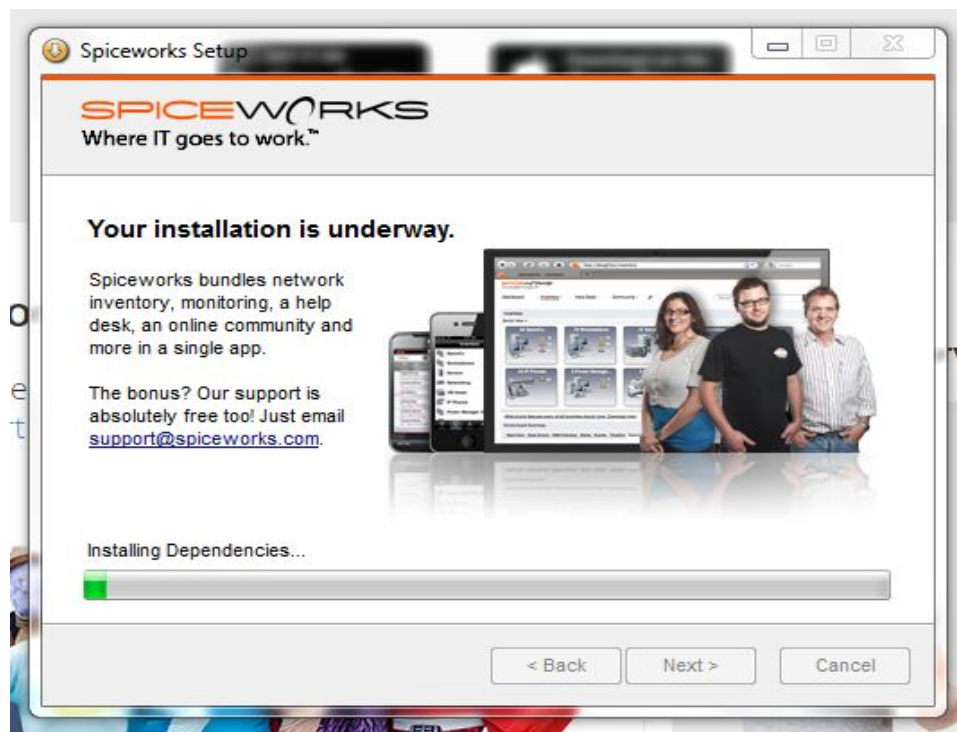 Spiceworks Setup
SPICEWORKS
Where IT goes to work.™
Your installation is underway.
Spiceworks bundles network
inventory, monitoring, a help
desk, an online community and
more in a single app.
The bonus? Our support is
absolutely free too! Just email
support@spiceworks.com.
Installing Dependencies...
< Back
Next >
Cancel